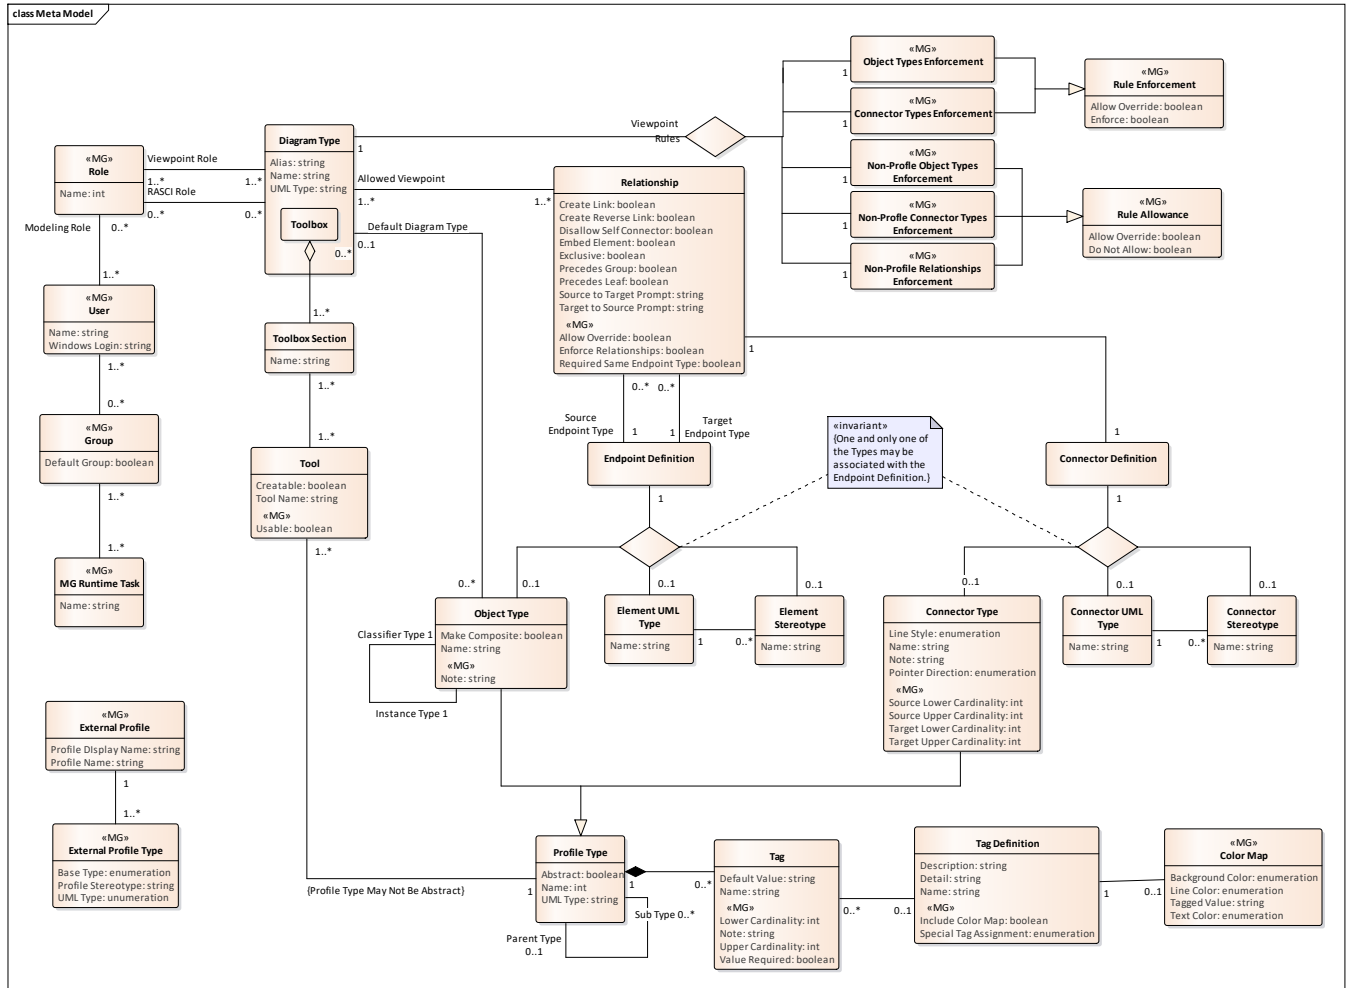 class Meta Model
«MG»
Object Types Enforcement
1
«MG»
Connector Types Enforcement
1
«MG»
Non-Profle Object Types
Enforcement
1
«MG»
Non-Profle Connector Types
Enforcement
1
«MG»
Non-Profile Relationships
Enforcement
1
«MG»
Rule Enforcement
Allow Override: boolean
Enforce: boolean
«MG»
Rule Allowance
Allow Override: boolean
Do Not Allow: boolean
Viewpoint
Rules
1
Diagram Type
Alias: string
Name: string
UML Type: string
Toolbox
0..*
«MG»
Role
Name: int
Viewpoint Role
1..*
1..*
RASCI Role
0..*
0..*
Allowed Viewpoint
1..*
1..*
Default Diagram Type
0..1
Modeling Role
0..*
1..*
«MG»
User
Name: string
Windows Login: string
1..*
0..*
«MG»
Group
Default Group: boolean
1..*
1..*
«MG»
MG Runtime Task
Name: string
1..*
Toolbox Section
Name: string
1..*
1..*
Tool
Creatable: boolean
Tool Name: string
«MG»
Usable: boolean
1..*
Relationship
Create Link: boolean
Create Reverse Link: boolean
Disallow Self Connector: boolean
Embed Element: boolean
Exclusive: boolean
Precedes Group: boolean
Precedes Leaf: boolean
Source to Target Prompt: string
Target to Source Prompt: string
«MG»
Allow Override: boolean
Enforce Relationships: boolean
Required Same Endpoint Type: boolean
1
0..*
0..*
Source
Endpoint Type
1
1
Target
Endpoint Type
Endpoint Definition
1
«invariant»
{One and only one of
the Types may be
associated with the
Endpoint Definition.}
1
Connector Definition
1
0..*
0..1
0..1
0..1
Object Type
Make Composite: boolean
Name: string
«MG»
Note: string
Classifier Type 1
Instance Type 1
Element UML
Type
Name: string
1
0..*
Element
Stereotype
Name: string
0..1
0..1
0..1
Connector Type
Line Style: enumeration
Name: string
Note: string
Pointer Direction: enumeration
«MG»
Source Lower Cardinality: int
Source Upper Cardinality: int
Target Lower Cardinality: int
Target Upper Cardinality: int
Connector UML
Type
Name: string
1
0..*
Connector
Stereotype
Name: string
«MG»
External Profile
Profile DIsplay Name: string
Profile Name: string
1
1..*
«MG»
External Profile Type
Base Type: enumeration
Profile Stereotype: string
UML Type: unumeration
{Profile Type May Not Be Abstract}
1
Profile Type
Abstract: boolean
Name: int
UML Type: string
1
0..*
Sub Type 0..*
Parent Type
0..1
Tag
Default Value: string
Name: string
«MG»
Lower Cardinality: int
Note: string
Upper Cardinality: int
Value Required: boolean
0..*
0..1
Tag Definition
Description: string
Detail: string
Name: string
«MG»
Include Color Map: boolean
Special Tag Assignment: enumeration
1
0..1
«MG»
Color Map
Background Color: enumeration
Line Color: enumeration
Tagged Value: string
Text Color: enumeration